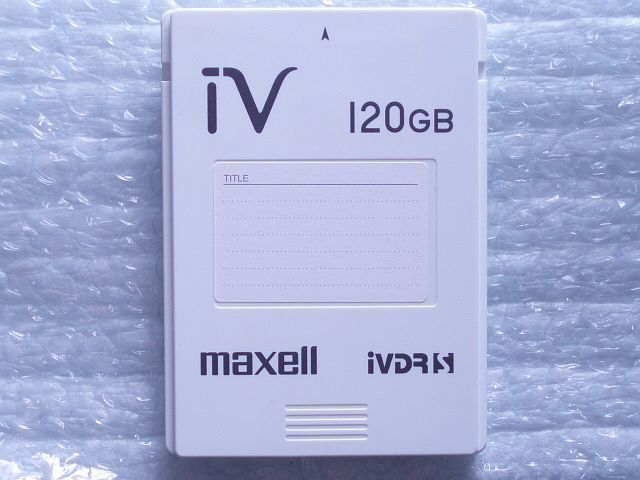 iV
120GB
TITLE
maxell
iVDR S